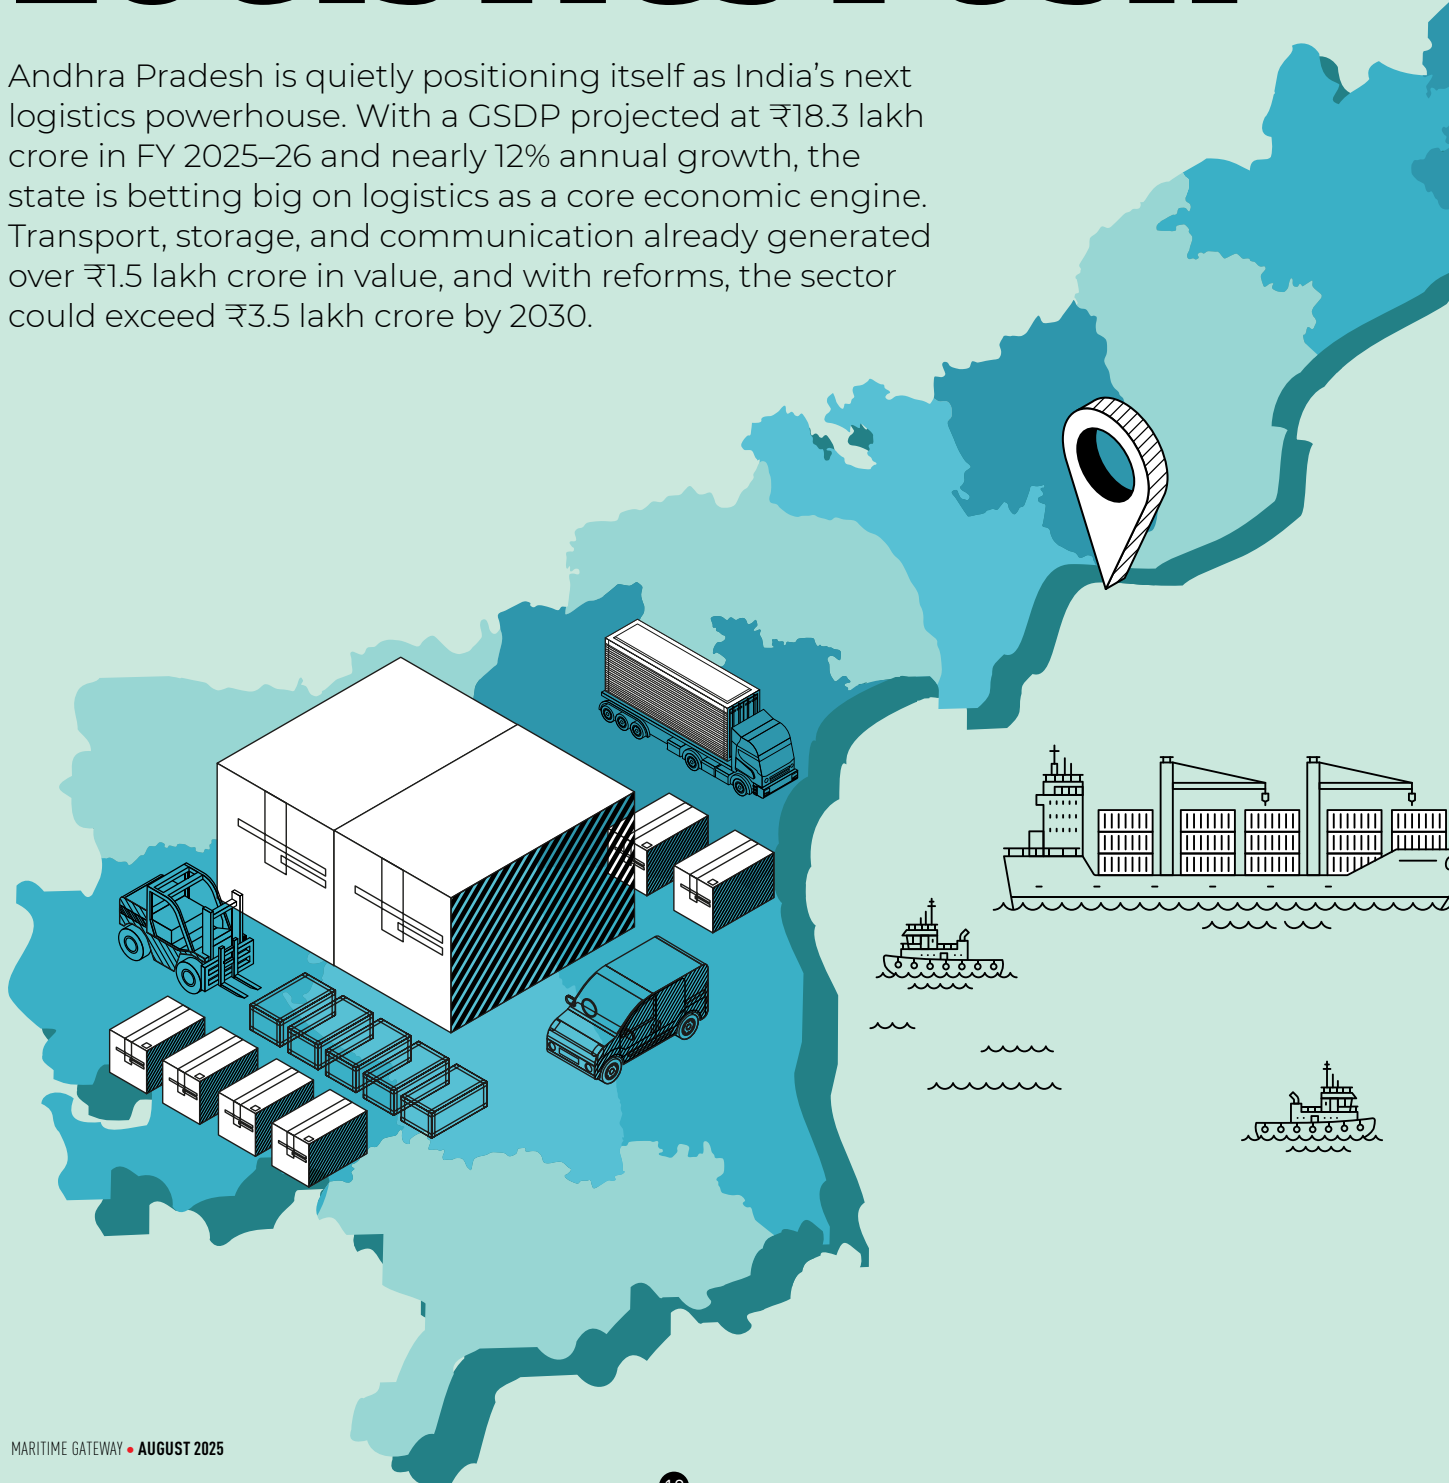 Andhra Pradesh is quietly positioning itself as India’s next
logistics powerhouse. With a GSDP projected at ₹18.3 lakh
crore in FY 2025–26 and nearly 12% annual growth, the
state is betting big on logistics as a core economic engine.
Transport, storage, and communication already generated
over ₹1.5 lakh crore in value, and with reforms, the sector
could exceed ₹3.5 lakh crore by 2030.
MARITIME GATEWAY • AUGUST 2025